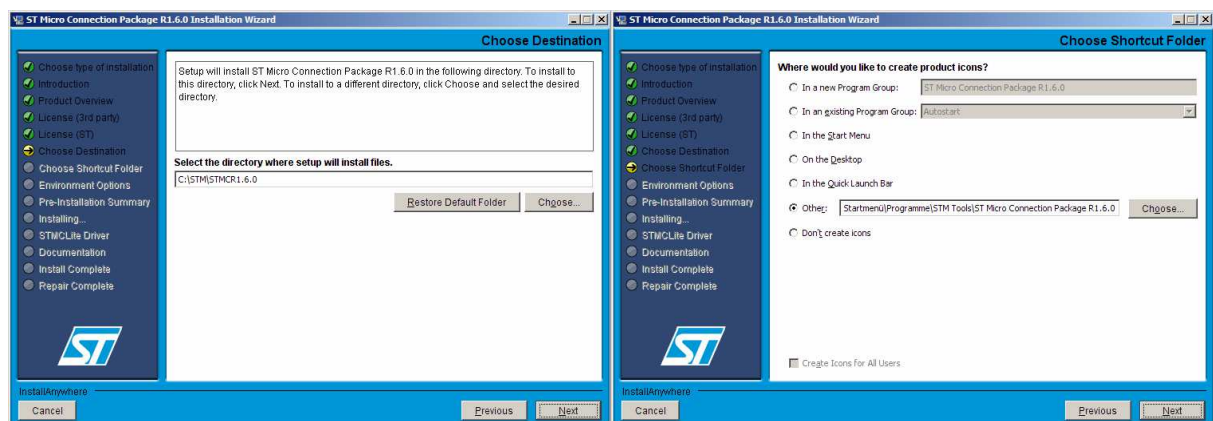 ST Micro Connection Package R1.6.0 Installation Wizard
Choose Destination
Choose type of installation
Introduction
Product Overview
License (3rd party)
License (ST)
Choose Destination
Choose Shortcut Folder
Environment Options
Pre-Installation Summary
Installing...
STMCLite Driver
Documentation
Install Complete
Repair Complete
ST
Setup will install ST Micro Connection Package R1.6.0 in the following directory. To install to
this directory, click Next. To install to a different directory, click Choose and select the desired
directory.
Select the directory where setup will install files.
C:\STM\STMCR1.6.0
Restore Default Folder
Choose...
InstallAnywhere
Cancel
Previous
Next
ST Micro Connection Package R1.6.0 Installation Wizard
Choose Shortcut Folder
Choose type of installation
Introduction
Product Overview
License (3rd party)
License (ST)
Choose Destination
Choose Shortcut Folder
Environment Options
Pre-Installation Summary
Installing...
STMCLite Driver
Documentation
Install Complete
Repair Complete
ST
Where would you like to create product icons?
In a new Program Group: ST Micro Connection Package R1.6.0
In an existing Program Group: Autostart
In the Start Menu
On the Desktop
In the Quick Launch Bar
Other: Startmenü\Programme\STM Tools\ST Micro Connection Package R1.6.0 Choose...
Don't create icons
Create Icons for All Users
InstallAnywhere
Cancel
Previous
Next